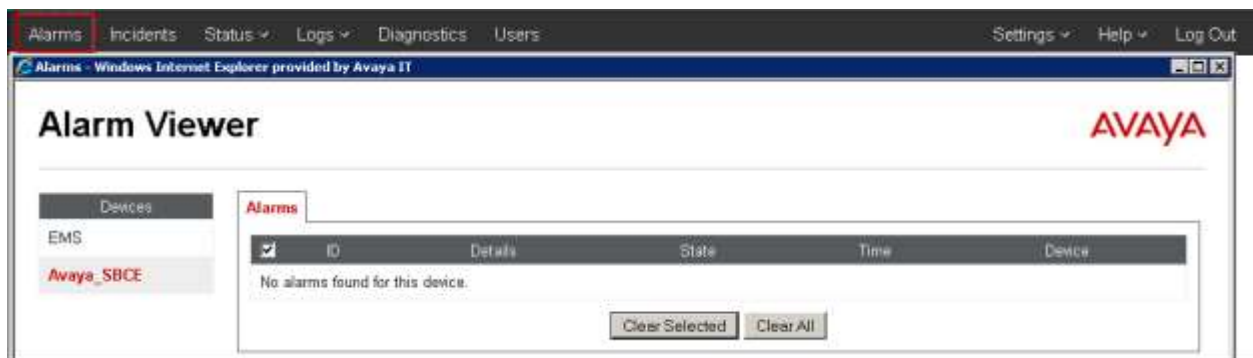 Alarms Incidents Status Logs Diagnostics Users Settings Help Log Out
Alarms - Windows Internet Explorer provided by Avaya IT
Alarm Viewer AVAYA
Devices Alarms
EMS
ID Details State Time Device
Avaya_SBCE
No alarms found for this device.
Clear Selected Clear All